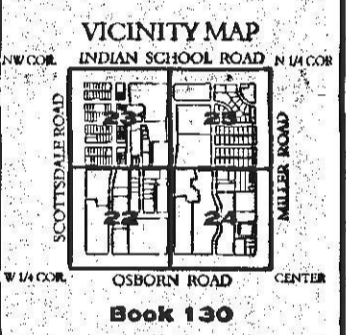 VICINITY MAP
INDIAN SCHOOL ROAD
NW COR.
N 1/4 COR
23
SCOTTSDALE ROAD
MILLER ROAD
22
24
W 1/4 COR.
OSBORN ROAD
CENTER
Book 130